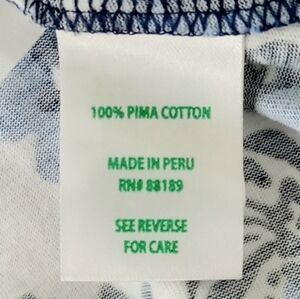 100% PIMA COTTON
MADE IN PERU
RN# 88189
SEE REVERSE
FOR CARE